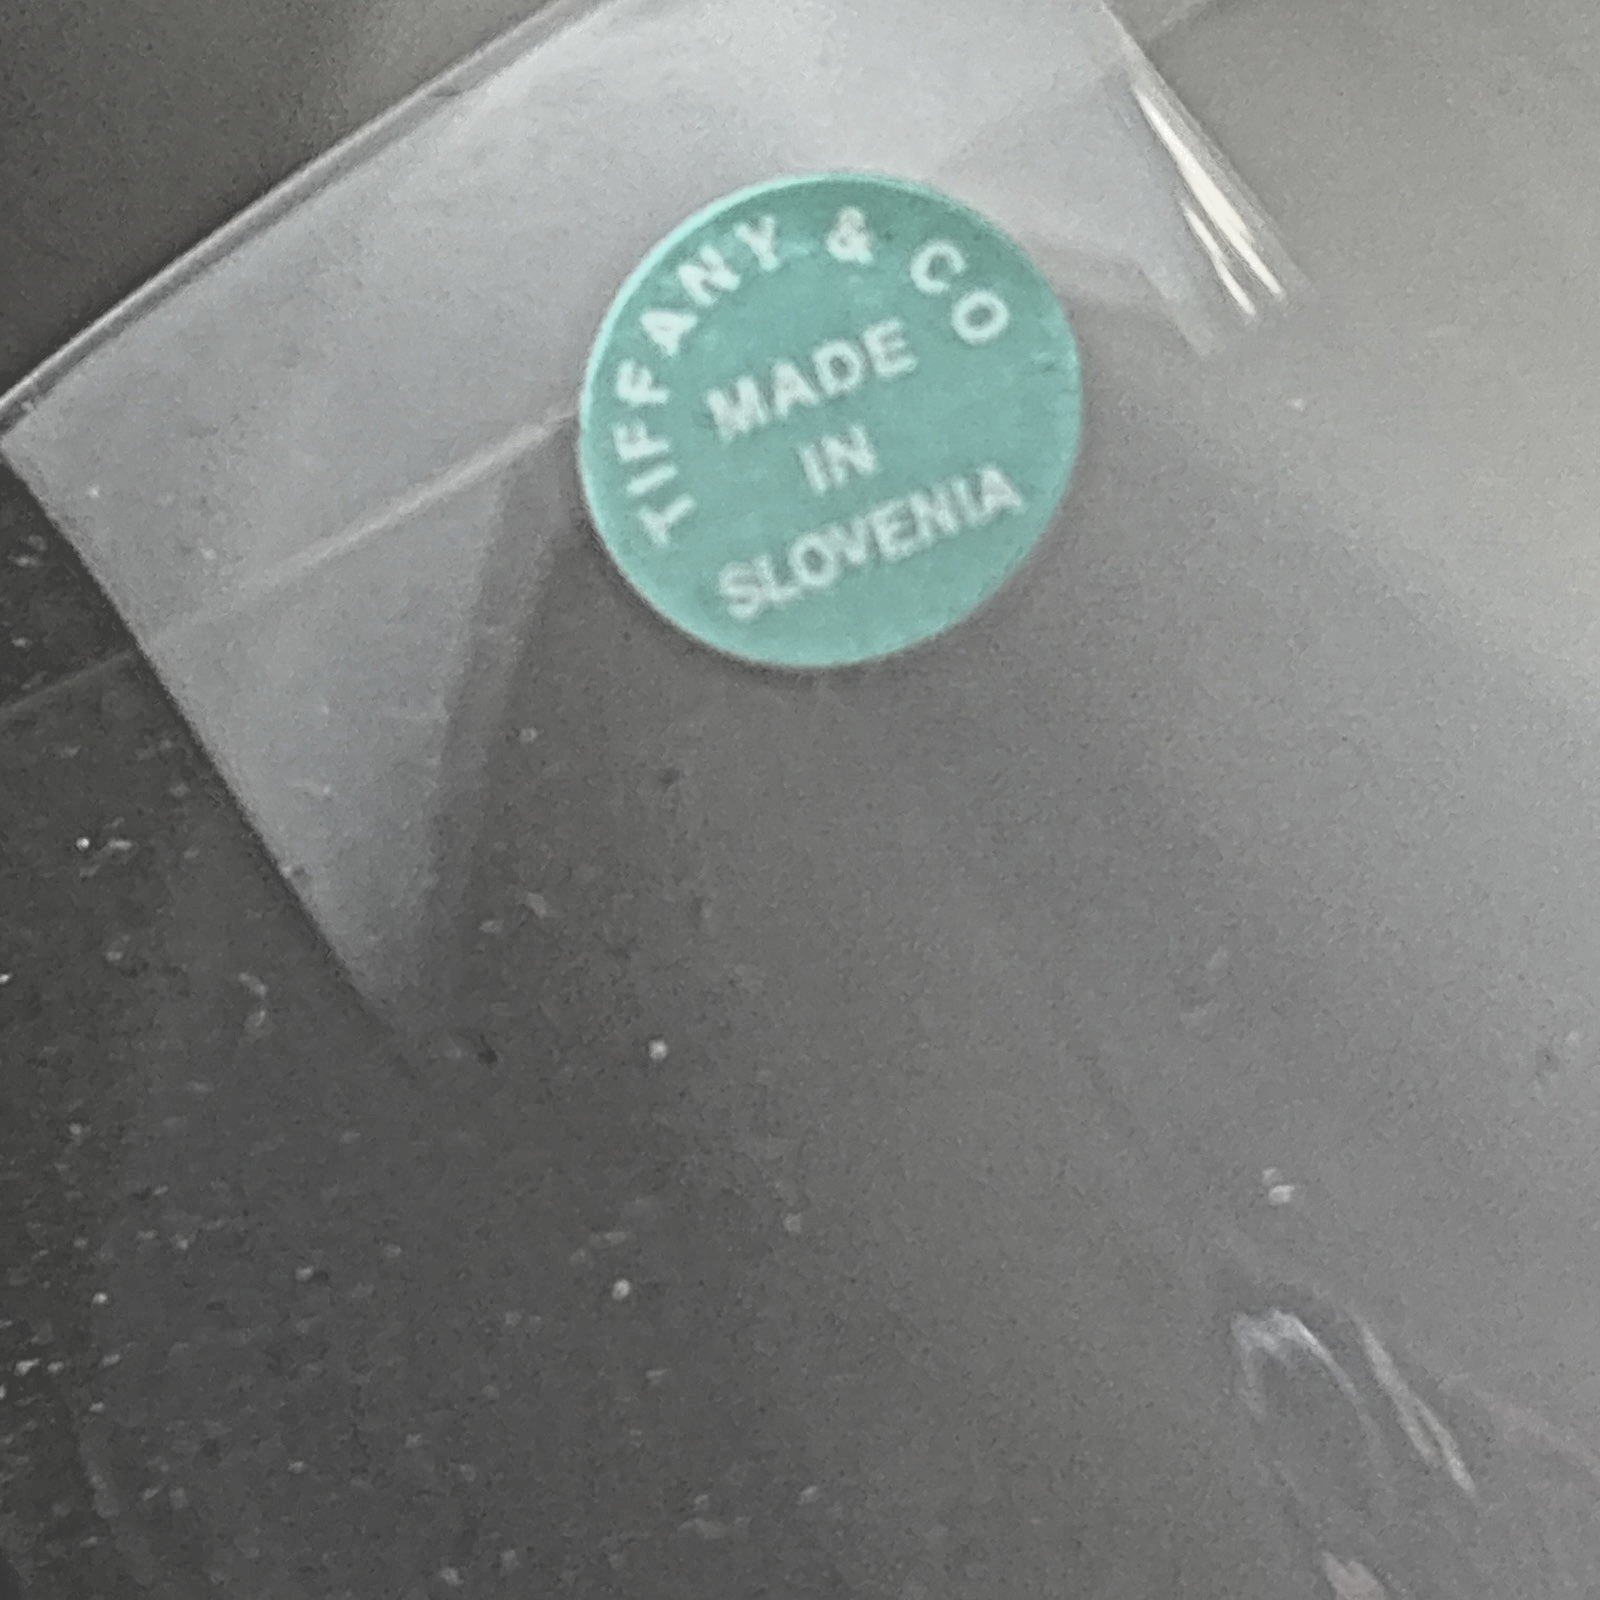 TIFFANY & CO
MADE
IN
SLOVENIA